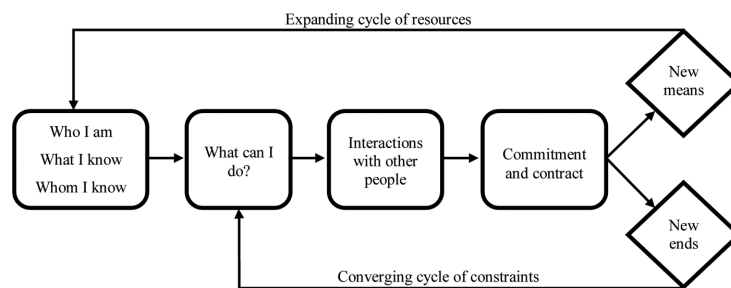 Expanding cycle of resources
Who I am
What I know
Whom I know
What can I
do?
Interactions
with other
people
Commitment
and contract
New
means
New
ends
Converging cycle of constraints